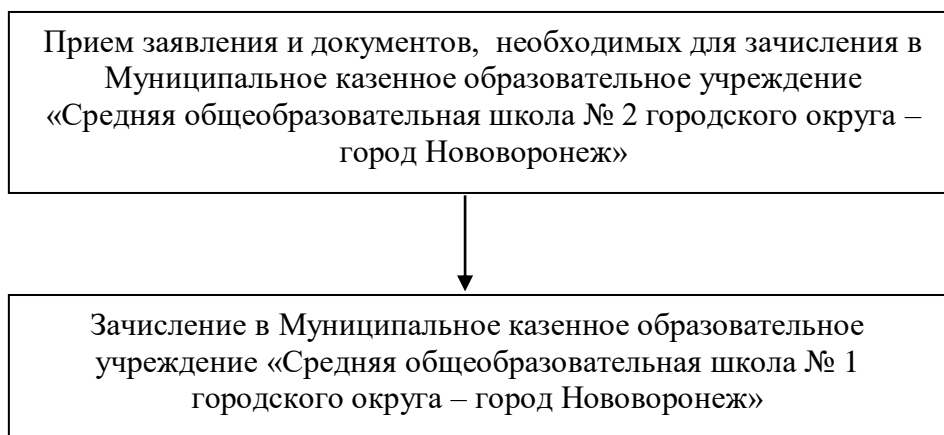 Прием заявления и документов, необходимых для зачисления в
Муниципальное казенное образовательное учреждение
«Средняя общеобразовательная школа № 2 городского округа –
город Нововоронеж»
Зачисление в Муниципальное казенное образовательное
учреждение «Средняя общеобразовательная школа № 1
городского округа – город Нововоронеж»